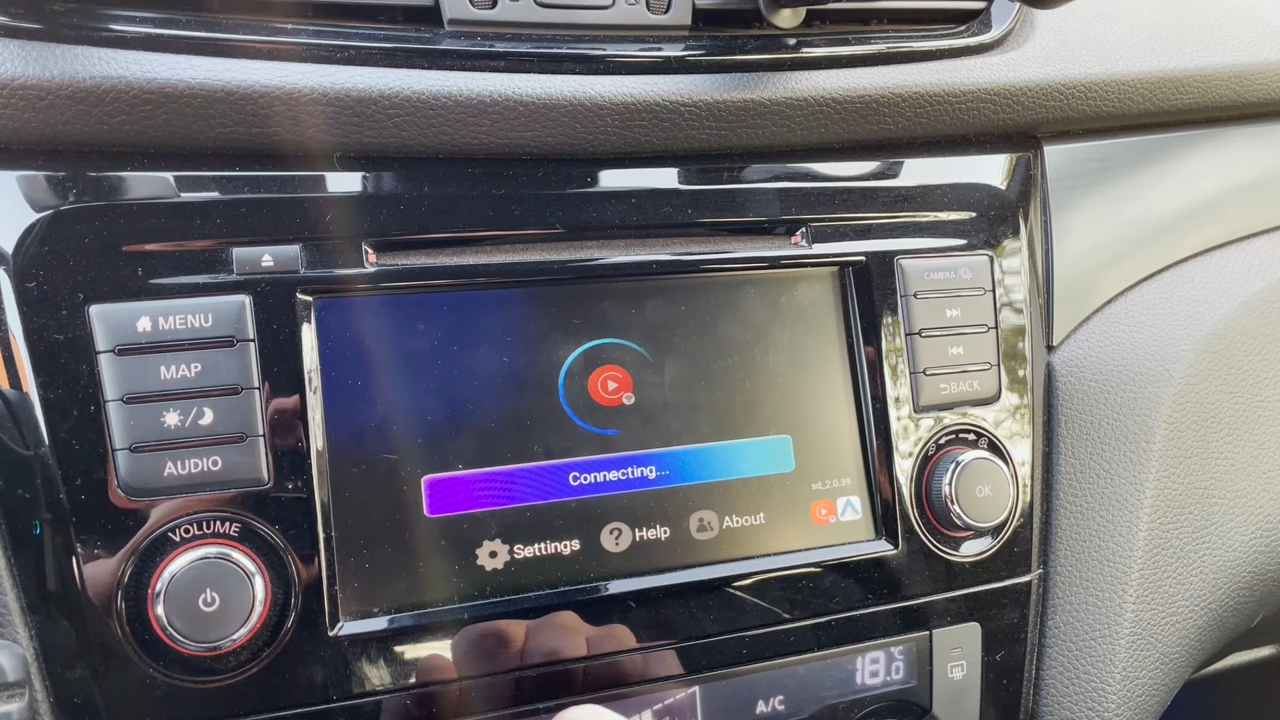 MENU
MAP
AUDIO
VOLUME
CAMERA/
BACK
OK
Connecting...
sd_2.0.39
Settings
Help
About
A/C
18.0
°C